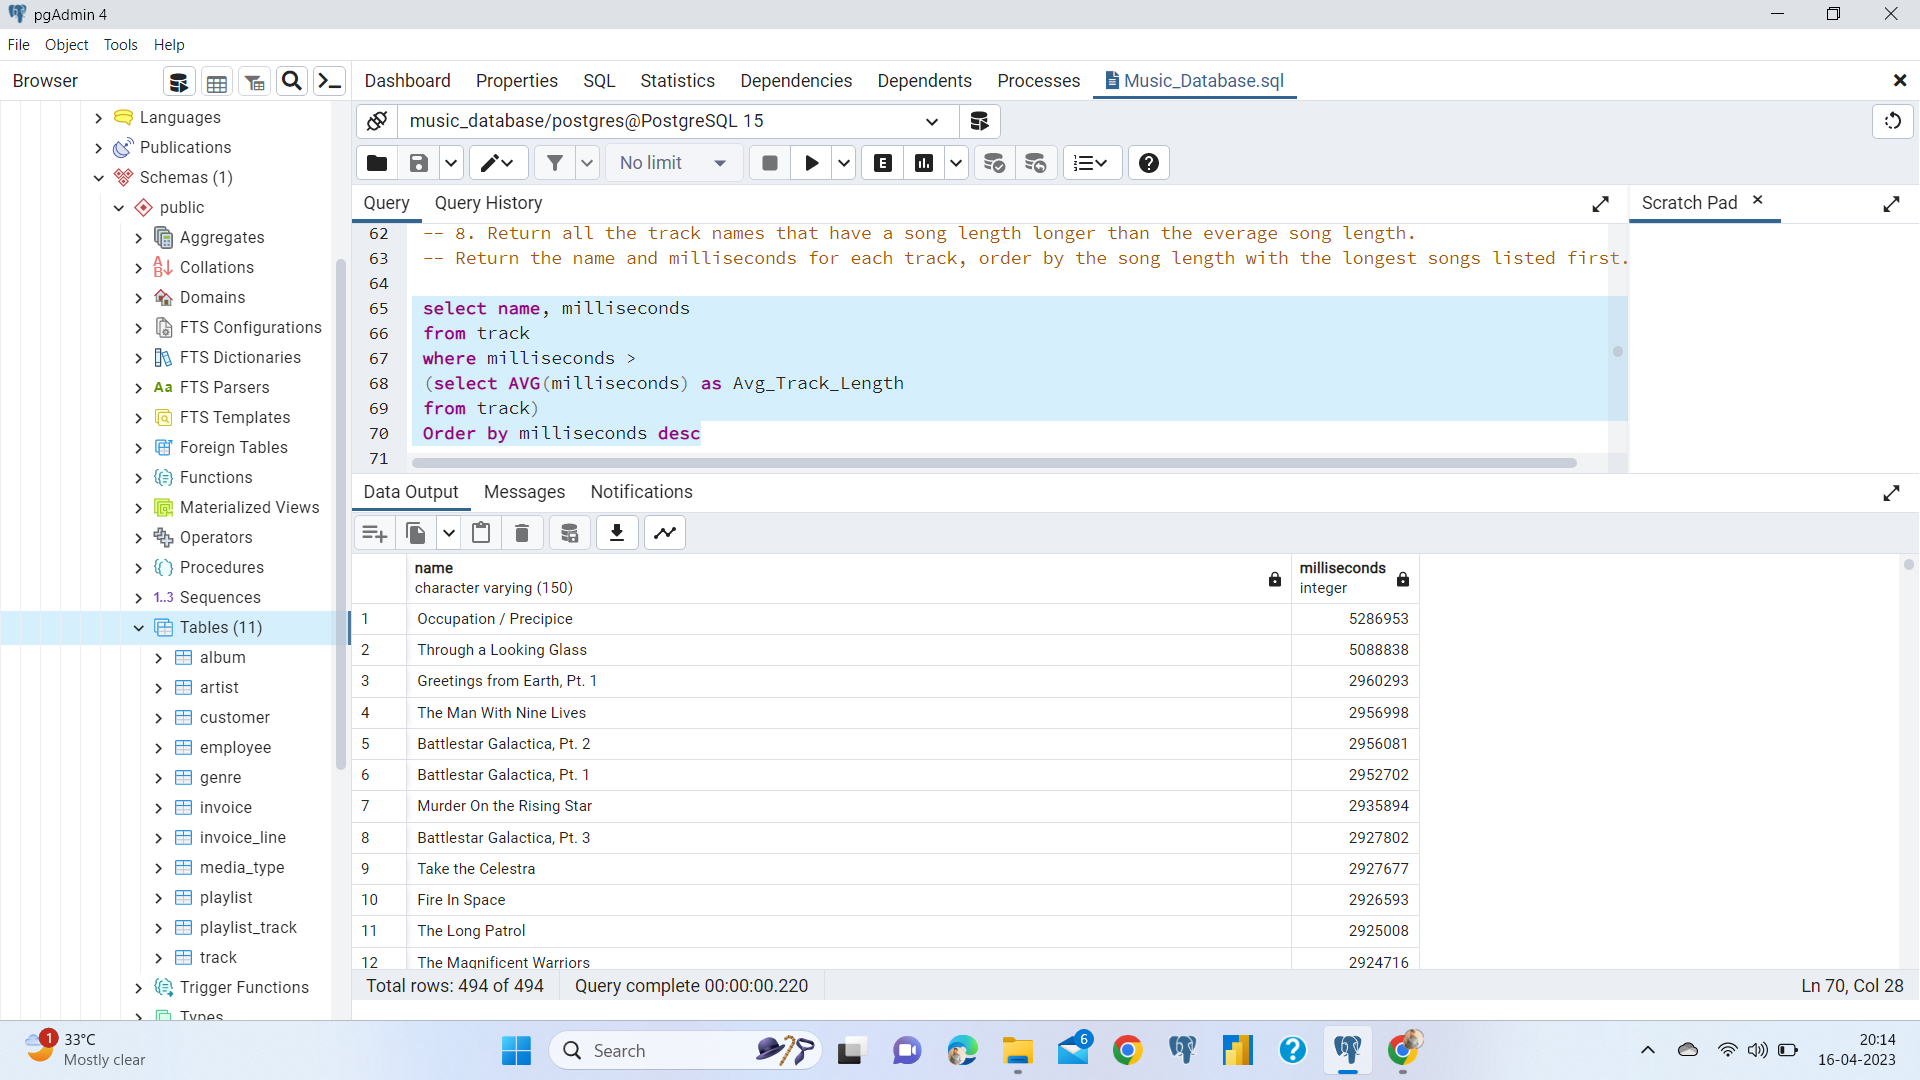 pgAdmin 4
File Object Tools Help
Browser
Dashboard Properties SQL Statistics Dependencies Dependents Processes Music_Database.sql
Languages
Publications
Schemas (1)
public
Aggregates
Collations
Domains
FTS Configurations
FTS Dictionaries
Aa FTS Parsers
FTS Templates
Foreign Tables
Functions
Materialized Views
Operators
Procedures
1..3 Sequences
Tables (11)
album
artist
customer
employee
genre
invoice
invoice_line
media_type
playlist
playlist_track
track
Trigger Functions
Types
music_database/postgres@PostgreSQL 15
No limit
Query Query History
Scratch Pad
62 -- 8. Return all the track names that have a song length longer than the everage song length.
63 -- Return the name and milliseconds for each track, order by the song length with the longest songs listed first.
64
65 select name, milliseconds
66 from track
67 where milliseconds >
68 (select AVG(milliseconds) as Avg_Track_Length
69 from track)
70 Order by milliseconds desc
71
Data Output Messages Notifications
name milliseconds
character varying (150) integer
1 Occupation / Precipice 5286953
2 Through a Looking Glass 5088838
3 Greetings from Earth, Pt. 1 2960293
4 The Man With Nine Lives 2956998
5 Battlestar Galactica, Pt. 2 2956081
6 Battlestar Galactica, Pt. 1 2952702
7 Murder On the Rising Star 2935894
8 Battlestar Galactica, Pt. 3 2927802
9 Take the Celestra 2927677
10 Fire In Space 2926593
11 The Long Patrol 2925008
12 The Magnificent Warriors 2924716
Total rows: 494 of 494 Query complete 00:00:00.220 Ln 70, Col 28
1 33°C
Mostly clear
Search
6
20:14
16-04-2023